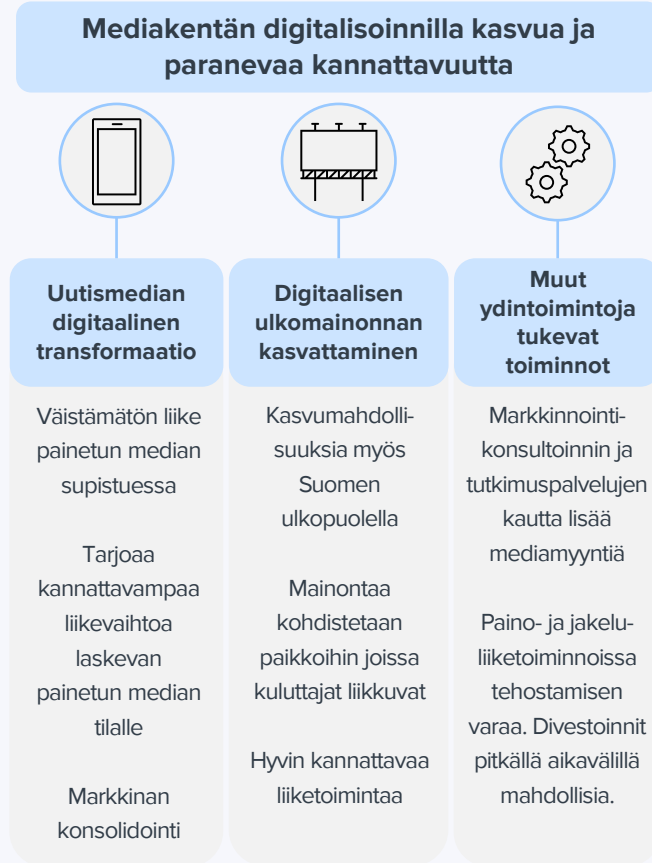 Mediakentän digitalisoinnilla kasvua ja
paranevaa kannattavuutta
Uutismedian
digitaalinen
transformaatio
Väistämätön liike
painetun median
supistuessa
Tarjoaa
kannattavampaa
liikevaihtoa
laskevan
painetun median
tilalle
Markkinan
konsolidointi
Digitaalisen
ulkomainonnan
kasvattaminen
Kasvumahdolli-
suuksia myös
Suomen
ulkopuolella
Mainontaa
kohdistetaan
paikkoihin joissa
kuluttajat liikkuvat
Hyvin kannattavaa
liiketoimintaa
Muut
ydintoimintoja
tukevat
toiminnot
Markkinnointi-
konsultoinnin ja
tutkimuspalvelujen
kautta lisää
mediamyyntiä
Paino- ja jakelu-
liiketoiminnoissa
tehostamisen
varaa. Divestoinnit
pitkällä aikavälillä
mahdollisia.